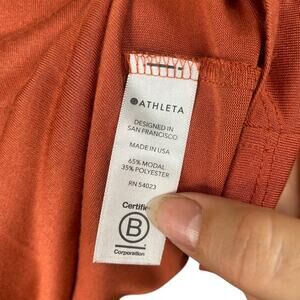 ATHLETA
DESIGNED IN
SAN FRANCISCO
MADE IN USA
65% MODAL
35% POLYESTER
RN 54023
Certified
B
Corporation